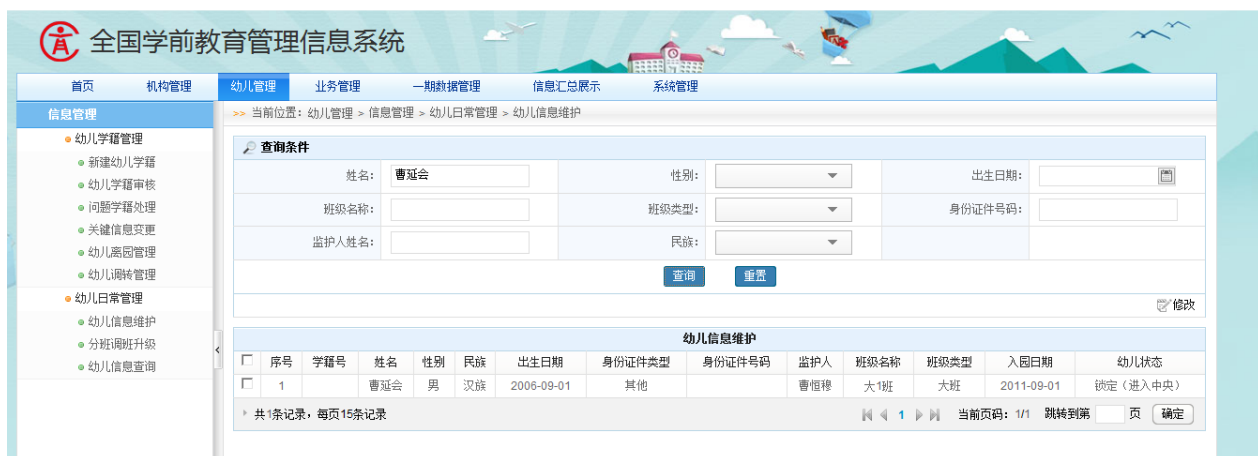 全国学前教育管理信息系统
首页 机构管理 幼儿管理 业务管理 一期数据管理 信息汇总展示 系统管理
信息管理
幼儿学籍管理
新建幼儿学籍
幼儿学籍审核
问题学籍处理
关键信息变更
幼儿离园管理
幼儿调转管理
幼儿日常管理
幼儿信息维护
分班调班升级
幼儿信息查询
>> 当前位置：幼儿管理 > 信息管理 > 幼儿日常管理 > 幼儿信息维护
查询条件
姓名： 曹延会 性别： 出生日期：
班级名称： 班级类型： 身份证件号码：
监护人姓名： 民族：
查询 重置
修改
幼儿信息维护
序号 学籍号 姓名 性别 民族 出生日期 身份证件类型 身份证件号码 监护人 班级名称 班级类型 入园日期 幼儿状态
1 曹延会 男 汉族 2006-09-01 其他 曹恒穆 大1班 大班 2011-09-01 锁定（进入中央）
共1条记录，每页15条记录 1 当前页码：1/1 跳转到第 页 确定